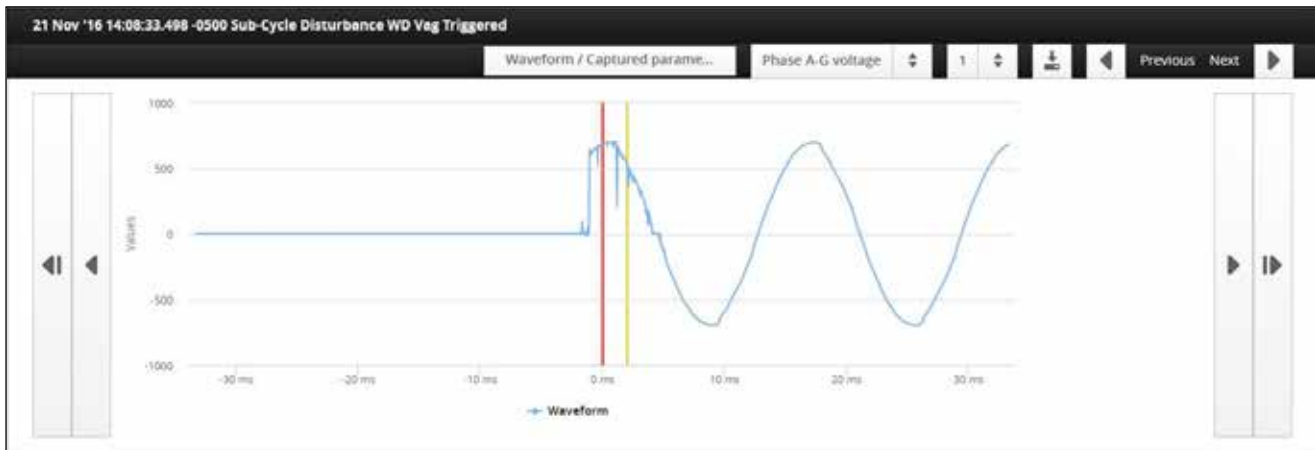 21 Nov '16 14:08:33.498 -0500 Sub-Cycle Disturbance WD Vag Triggered
Waveform / Captured parame... Phase A-G voltage 1 Previous Next
1000
500
0
-500
-1000
Values
-30 ms -20 ms -10 ms 0 ms 10 ms 20 ms 30 ms
Waveform